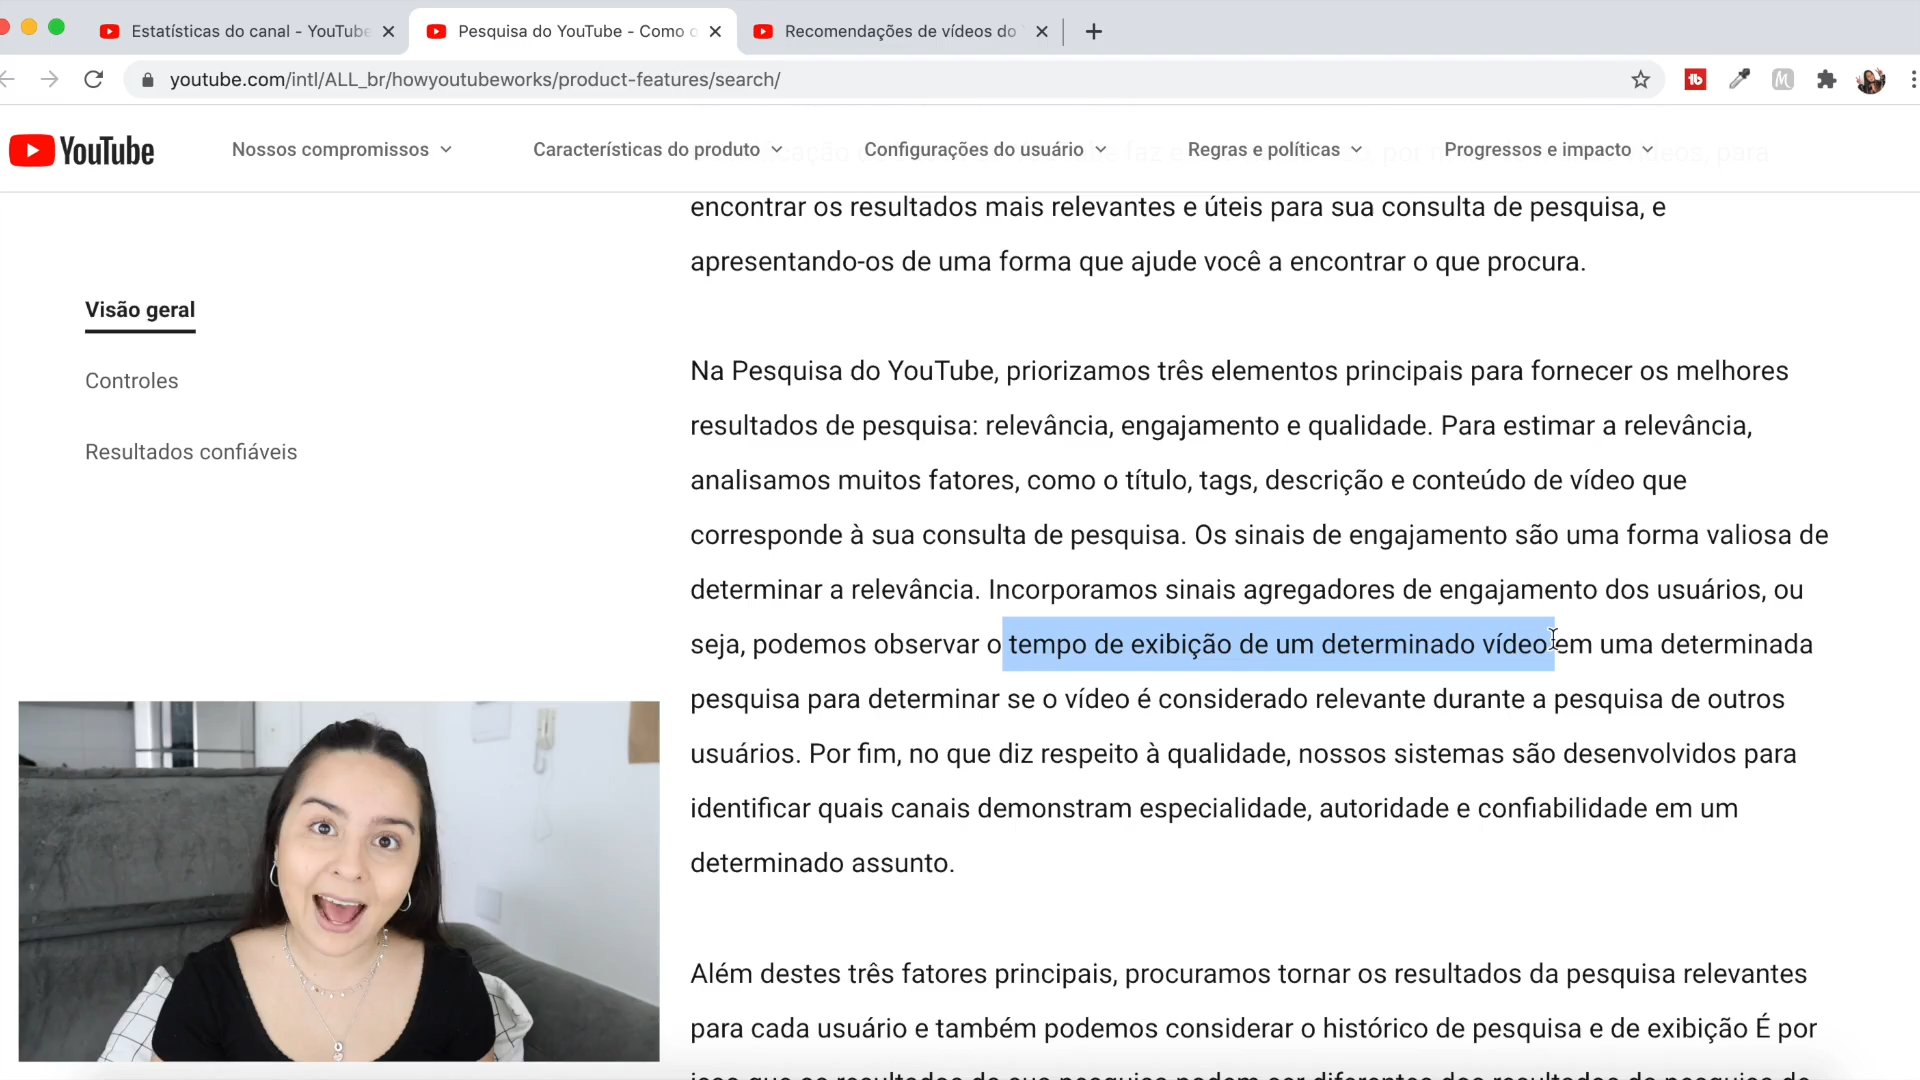 Estatísticas do canal - YouTube
Pesquisa do YouTube - Como
Recomendações de vídeos do
youtube.com/intl/ALL_br/howyoutubeworks/product-features/search/
YouTube
Nossos compromissos
Características do produto
Configurações do usuário
Regras e políticas
Progressos e impacto
Visão geral
Controles
Resultados confiáveis
encontrar os resultados mais relevantes e úteis para sua consulta de pesquisa, e
apresentando-os de uma forma que ajude você a encontrar o que procura.
Na Pesquisa do YouTube, priorizamos três elementos principais para fornecer os melhores
resultados de pesquisa: relevância, engajamento e qualidade. Para estimar a relevância,
analisamos muitos fatores, como o título, tags, descrição e conteúdo de vídeo que
corresponde à sua consulta de pesquisa. Os sinais de engajamento são uma forma valiosa de
determinar a relevância. Incorporamos sinais agregadores de engajamento dos usuários, ou
seja, podemos observar o tempo de exibição de um determinado vídeo em uma determinada
pesquisa para determinar se o vídeo é considerado relevante durante a pesquisa de outros
usuários. Por fim, no que diz respeito à qualidade, nossos sistemas são desenvolvidos para
identificar quais canais demonstram especialidade, autoridade e confiabilidade em um
determinado assunto.
Além destes três fatores principais, procuramos tornar os resultados da pesquisa relevantes
para cada usuário e também podemos considerar o histórico de pesquisa e de exibição É por